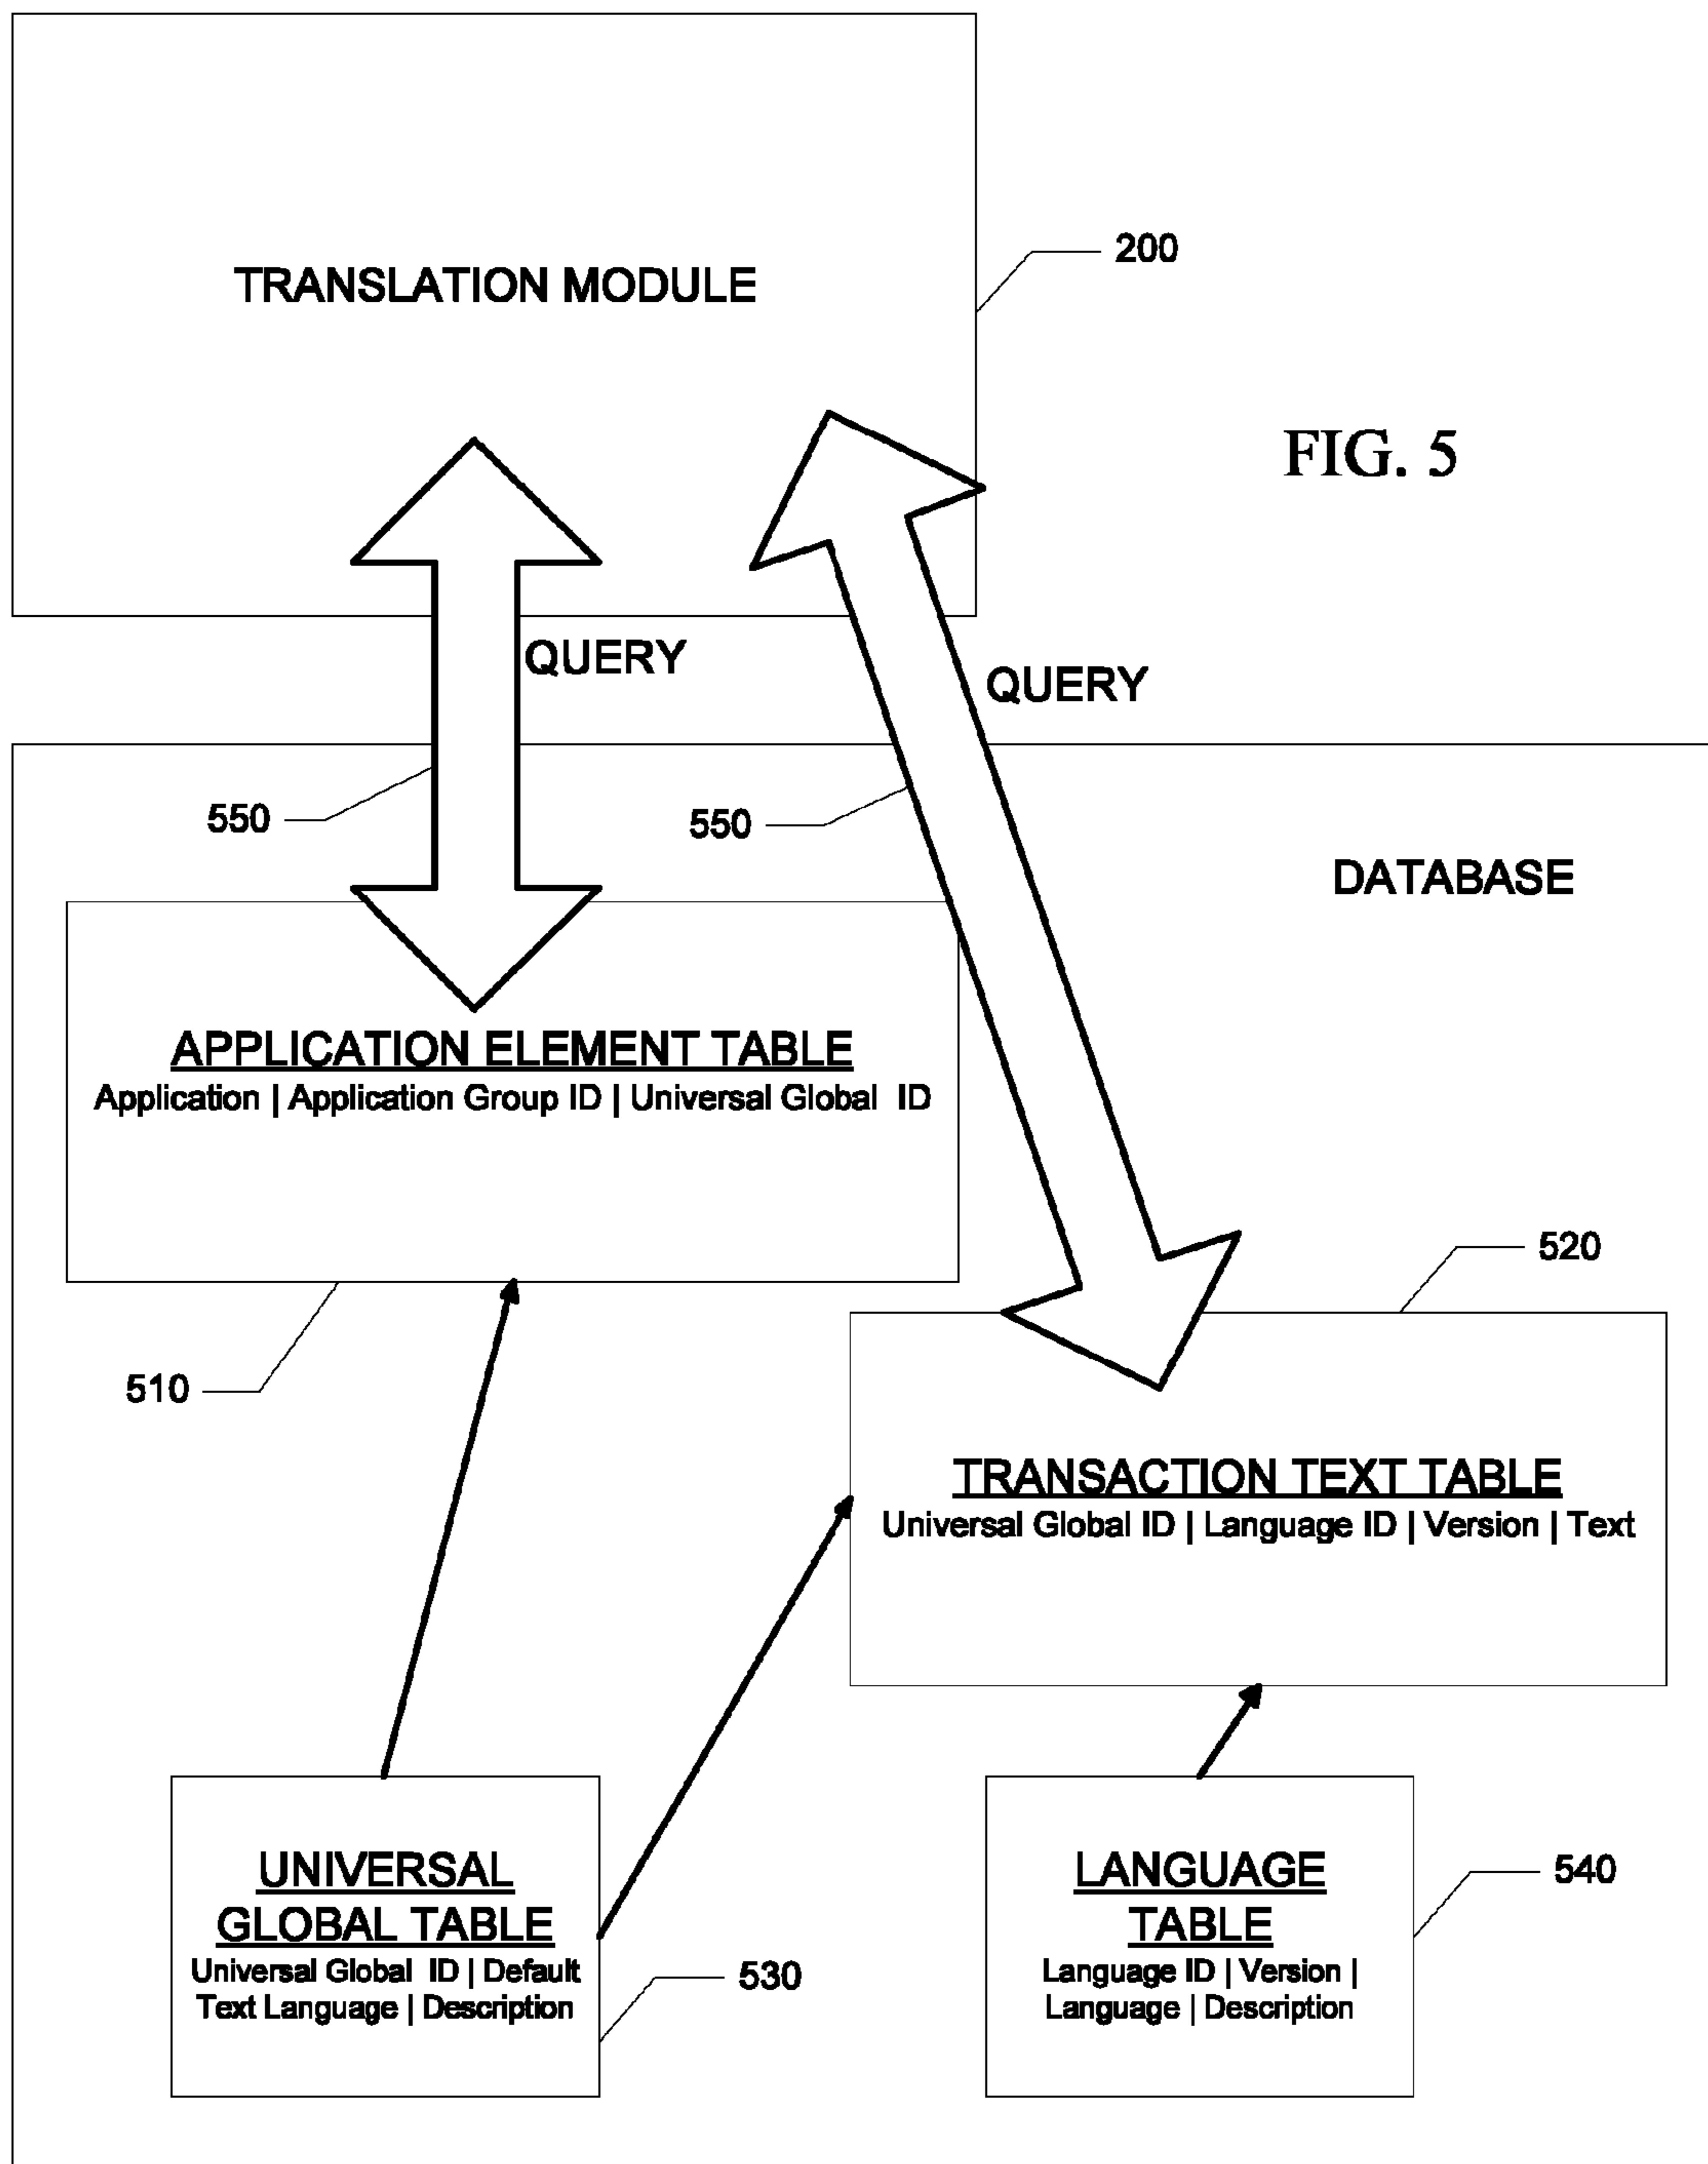 TRANSLATION MODULE
200
FIG. 5
QUERY
QUERY
550
550
DATABASE
APPLICATION ELEMENT TABLE
Application | Application Group ID | Universal Global ID
520
510
TRANSACTION TEXT TABLE
Universal Global ID | Language ID | Version | Text
UNIVERSAL
GLOBAL TABLE
Universal Global ID | Default
Text Language | Description
530
LANGUAGE
TABLE
Language ID | Version |
Language | Description
540